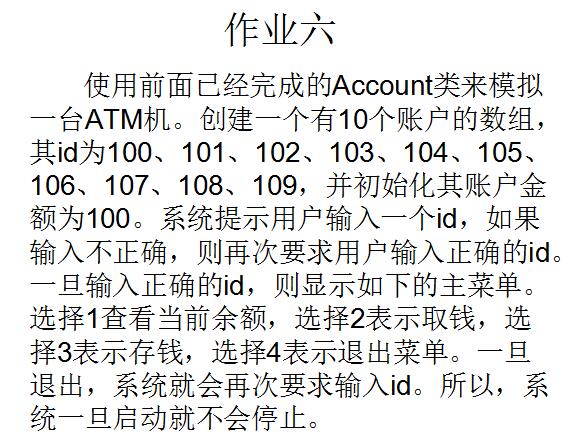 作业六
使用前面已经完成的Account类来模拟
一台ATM机。创建一个有10个账户的数组，
其id为100、101、102、103、104、105、
106、107、108、109，并初始化其账户金
额为100。系统提示用户输入一个id，如果
输入不正确，则再次要求用户输入正确的id。
一旦输入正确的id，则显示如下的主菜单。
选择1查看当前余额，选择2表示取钱，选
择3表示存钱，选择4表示退出菜单。一旦
退出，系统就会再次要求输入id。所以，系
统一旦启动就不会停止。